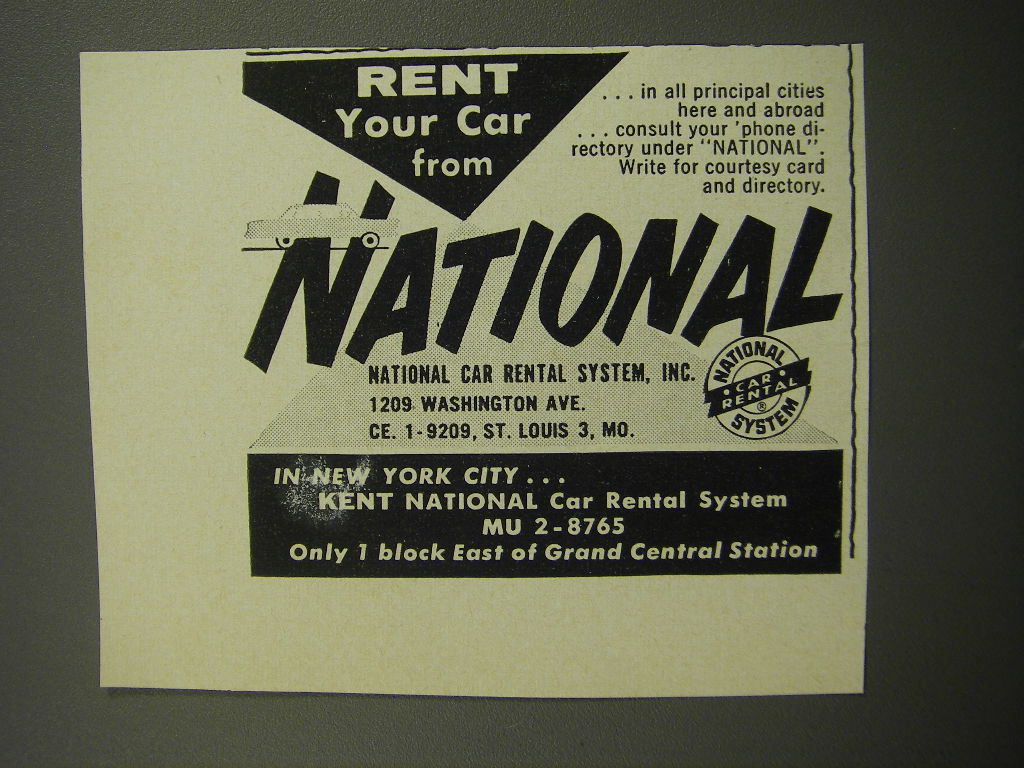 RENT
Your Car
from
. . . in all principal cities
here and abroad
. . . consult your 'phone di-
rectory under "NATIONAL".
Write for courtesy card
and directory.
NATIONAL
NATIONAL CAR RENTAL SYSTEM, INC.
1209 WASHINGTON AVE.
CE. 1-9209, ST. LOUIS 3, MO.
NATIONAL
• CAR •
RENTAL
®
SYSTEM
IN NEW YORK CITY . . .
KENT NATIONAL Car Rental System
MU 2-8765
Only 1 block East of Grand Central Station